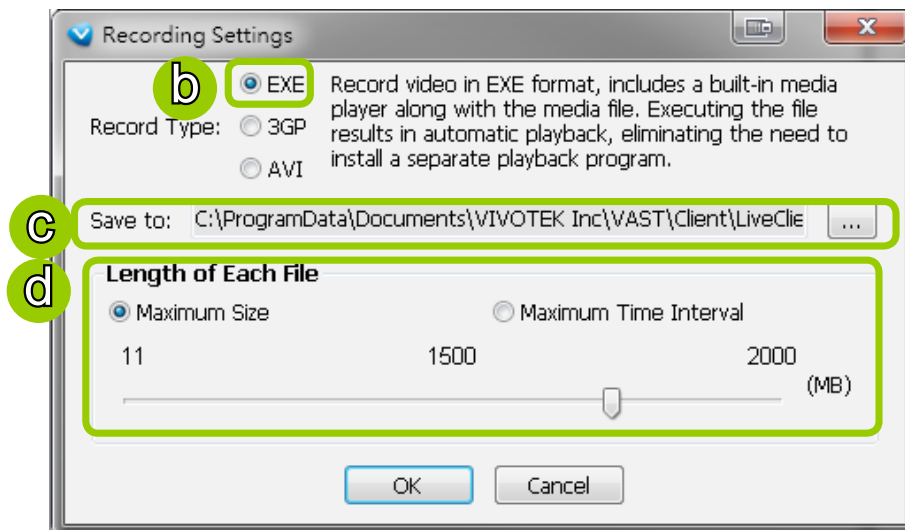 Recording Settings
b
EXE
Record video in EXE format, includes a built-in media
player along with the media file. Executing the file
Record Type:
3GP
results in automatic playback, eliminating the need to
install a separate playback program.
AVI
c
Save to:
C:\ProgramData\Documents\VIVOTEK Inc\VAST\Client\LiveClie
...
d
Length of Each File
Maximum Size
Maximum Time Interval
11
1500
2000
(MB)
OK
Cancel